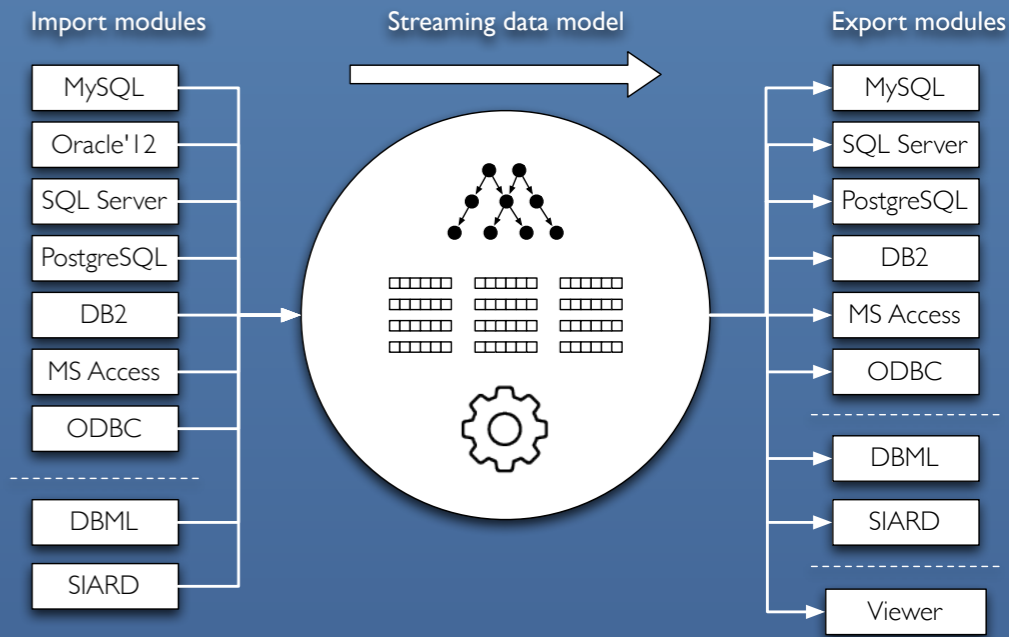 Import modules
Streaming data model
Export modules
MySQL
Oracle'12
SQL Server
PostgreSQL
DB2
MS Access
ODBC
DBML
SIARD
MySQL
SQL Server
PostgreSQL
DB2
MS Access
ODBC
DBML
SIARD
Viewer